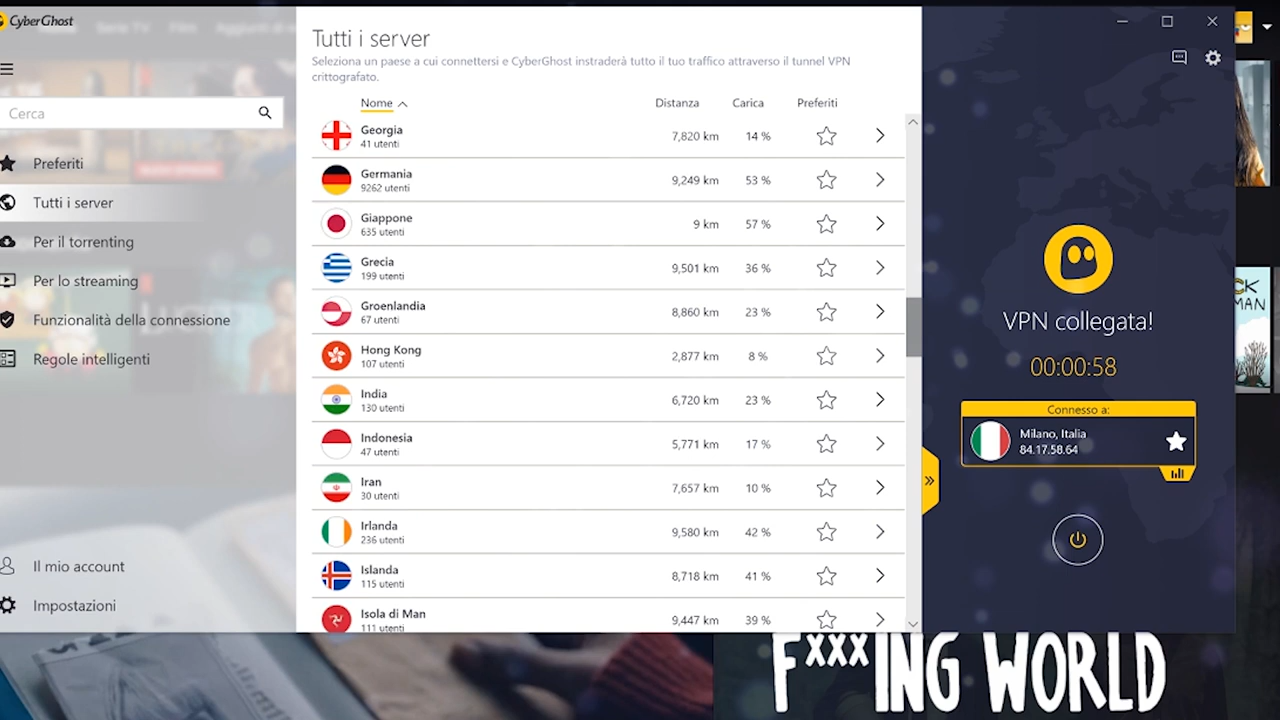 CyberGhost
Serie TV Film
Tutti i server
Seleziona un paese a cui connettersi e CyberGhost instraderà tutto il tuo traffico attraverso il tunnel VPN
crittografato.
Cerca
Preferiti
Tutti i server
Per il torrenting
Per lo streaming
Funzionalità della connessione
Regole intelligenti
Il mio account
Impostazioni
Nome Distanza Carica Preferiti
Georgia
41 utenti
7,820 km 14 %
Germania
9262 utenti
9,249 km 53 %
Giappone
635 utenti
9 km 57 %
Grecia
199 utenti
9,501 km 36 %
Groenlandia
67 utenti
8,860 km 23 %
Hong Kong
107 utenti
2,877 km 8 %
India
130 utenti
6,720 km 23 %
Indonesia
47 utenti
5,771 km 17 %
Iran
30 utenti
7,657 km 10 %
Irlanda
236 utenti
9,580 km 42 %
Islanda
115 utenti
8,718 km 41 %
Isola di Man
111 utenti
9,447 km 39 %
VPN collegata!
00:00:58
Connesso a:
Milano, Italia
84.17.58.64
F***ING WORLD